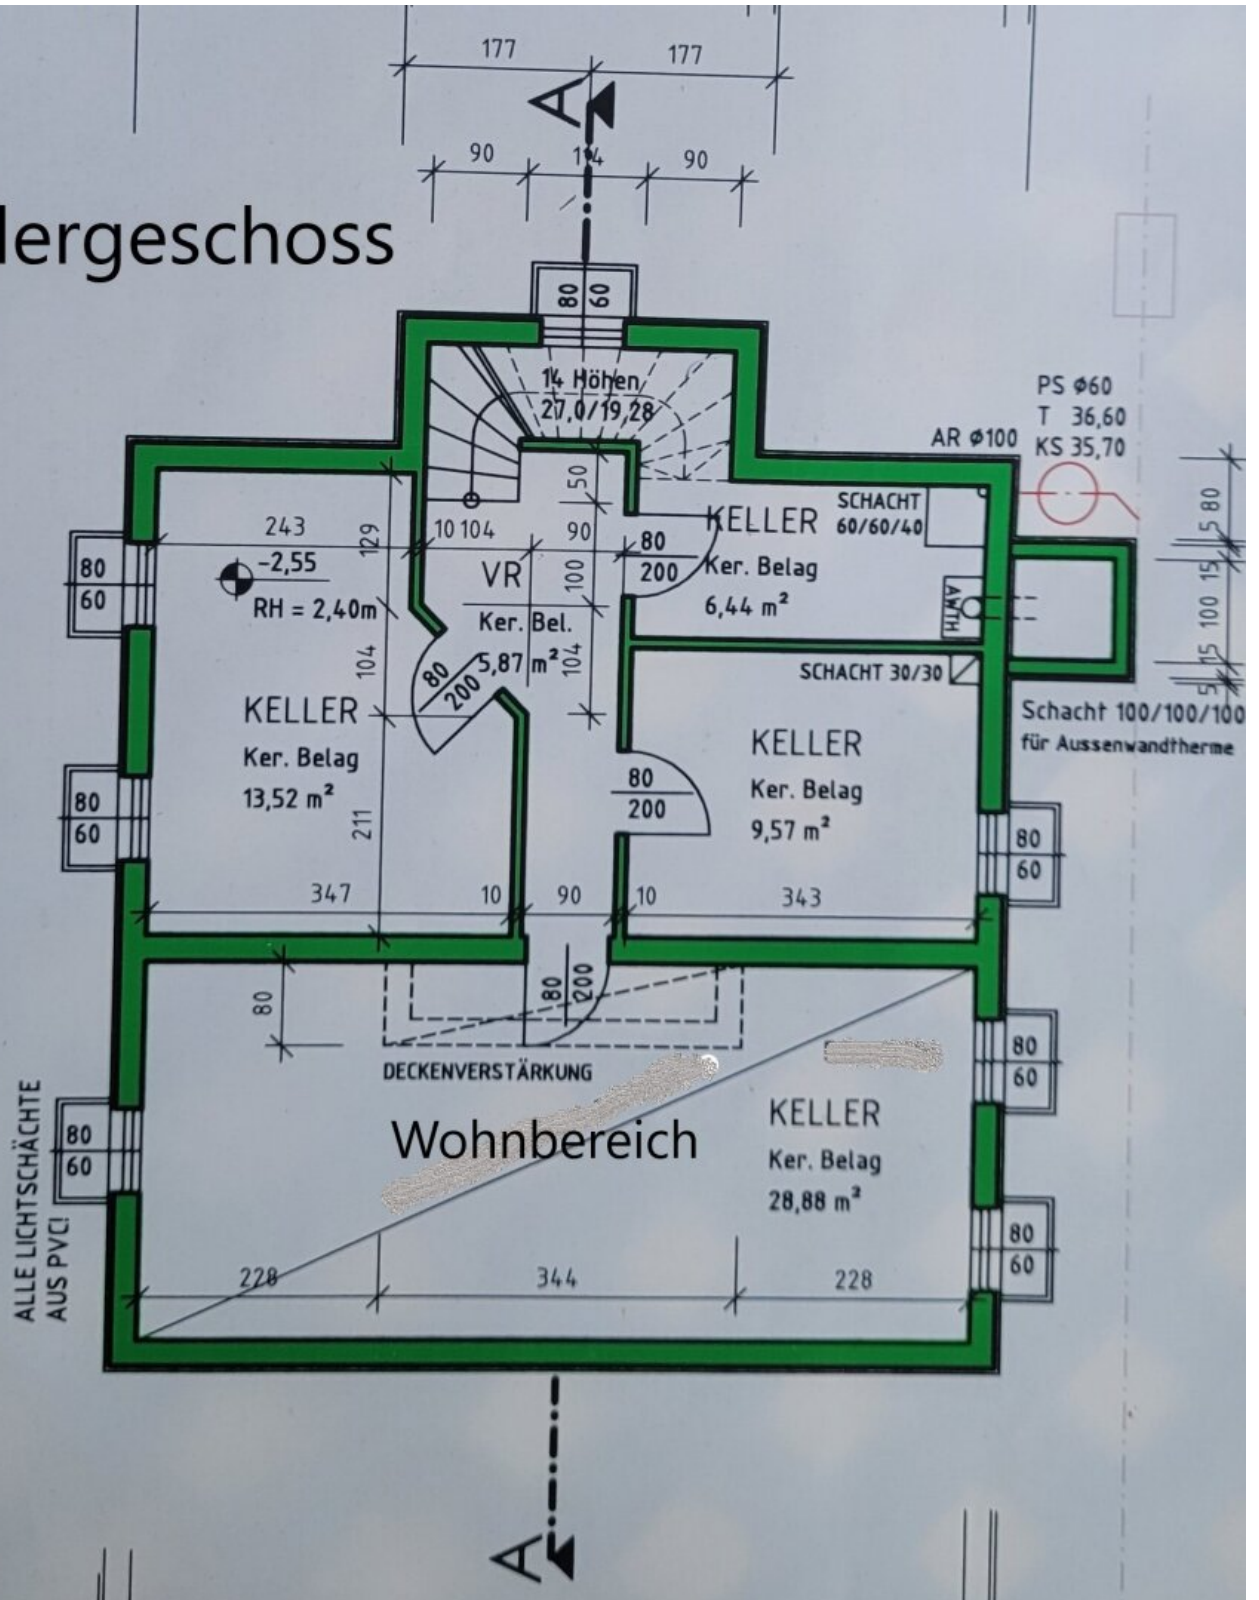 177
177
A
90
114
90
lergeschoss
80
60
14 Höhen
27,0/19,28
PS ø60
T 36,60
KS 35,70
AR ø100
SCHACHT
60/60/40
KELLER
Ker. Belag
6,44 m²
50
243
129
10 104
90
80
200
80
60
-2,55
RH = 2,40m
VR
Ker. Bel.
5,87 m²
100
104
104
AWTH
5 80
15
100
15
5
80
200
SCHACHT 30/30
Schacht 100/100/100
für Aussenwandtherme
KELLER
Ker. Belag
13,52 m²
KELLER
Ker. Belag
9,57 m²
80
60
80
200
211
80
60
347
10
90
10
343
80
80
200
80
60
DECKENVERSTÄRKUNG
Wohnbereich
KELLER
Ker. Belag
28,88 m²
80
60
80
60
ALLE LICHTSCHÄCHTE
AUS PVC!
228
344
228
A